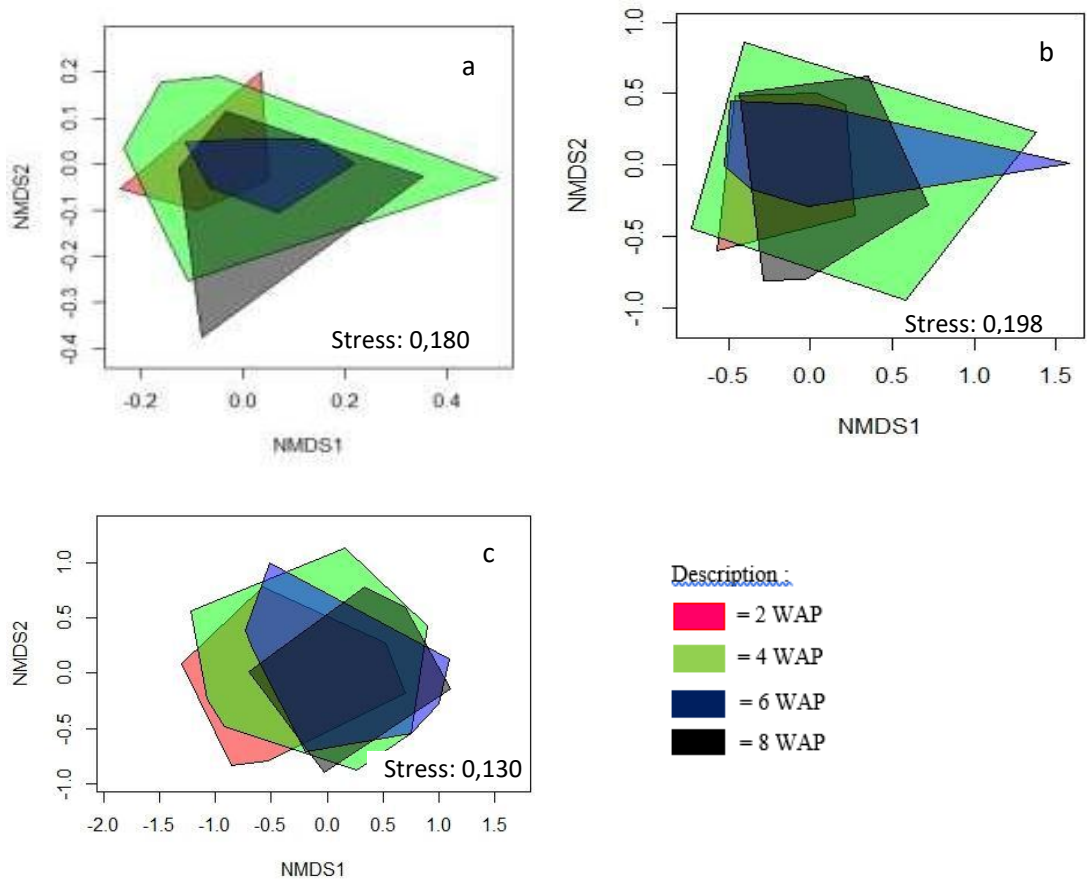 a
0.2
0.1
0.0
-0.1
-0.2
-0.3
-0.4
NMDS2
Stress: 0,180
-0.2 0.0 0.2 0.4
NMDS1
b
1.0
0.5
0.0
-0.5
-1.0
NMDS2
Stress: 0,198
-0.5 0.0 0.5 1.0 1.5
NMDS1
c
1.0
0.5
0.0
-0.5
-1.0
NMDS2
Stress: 0,130
-2.0 -1.5 -1.0 -0.5 0.0 0.5 1.0 1.5
NMDS1
Description :
= 2 WAP
= 4 WAP
= 6 WAP
= 8 WAP